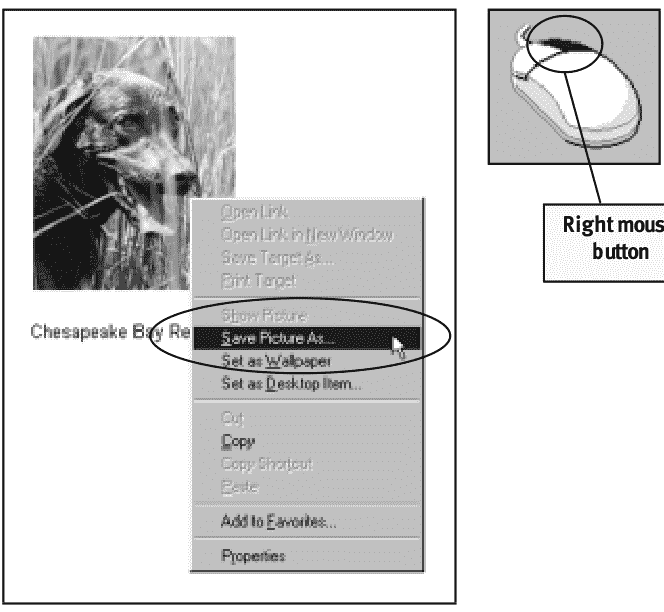 Open Link
Open Link in New Window
Save Target As...
Print Target
Show Picture
Chesapeake Bay Re
Save Picture As...
Set as Wallpaper
Set as Desktop Item...
Cut
Copy
Copy Shortcut
Paste
Add to Favorites...
Properties
Right mous
button